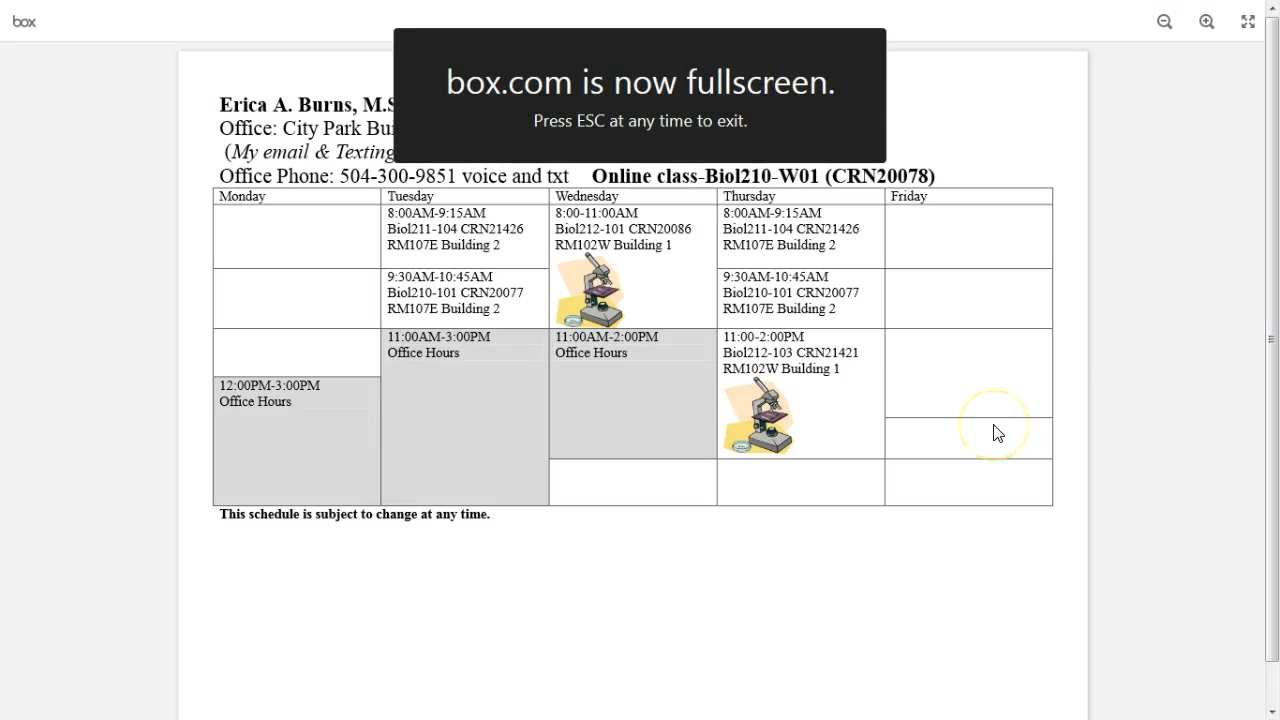 box
box.com is now fullscreen.
Press ESC at any time to exit.
Erica A. Burns,
Office: City Park
(My email & Texting
Office Phone: 504-300-9851 voice and txt Online class-Biol210-W01 (CRN20078)
Monday Tuesday Wednesday Thursday Friday
8:00AM-9:15AM
Biol211-104 CRN21426
RM107E Building 2
8:00-11:00AM
Biol212-101 CRN20086
RM102W Building 1
8:00AM-9:15AM
Biol211-104 CRN21426
RM107E Building 2
9:30AM-10:45AM
Biol210-101 CRN20077
RM107E Building 2
9:30AM-10:45AM
Biol210-101 CRN20077
RM107E Building 2
11:00AM-3:00PM
Office Hours
11:00AM-2:00PM
Office Hours
11:00-2:00PM
Biol212-103 CRN21421
RM102W Building 1
12:00PM-3:00PM
Office Hours
This schedule is subject to change at any time.